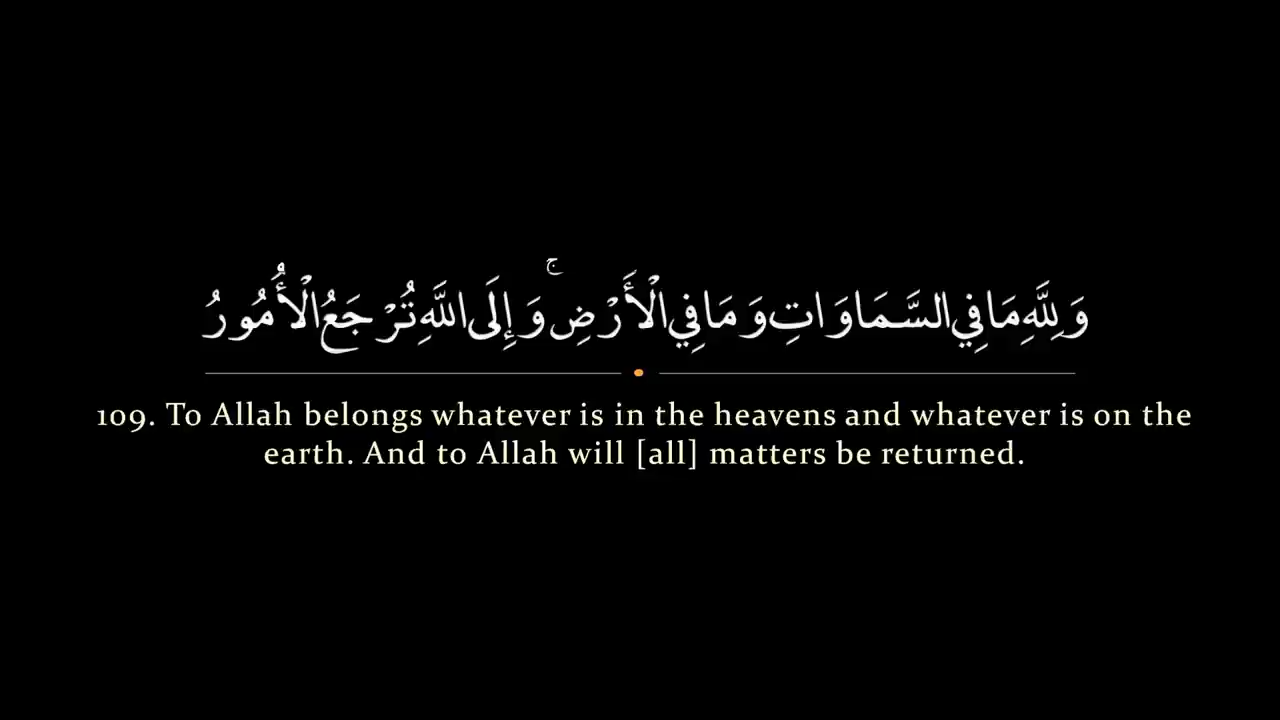 وَلِلَّهِ مَا فِي السَّمَاوَاتِ وَمَا فِي الْأَرْضِ ۚ وَإِلَى اللَّهِ تُرْجَعُ الْأُمُورُ
109. To Allah belongs whatever is in the heavens and whatever is on the
earth. And to Allah will [all] matters be returned.